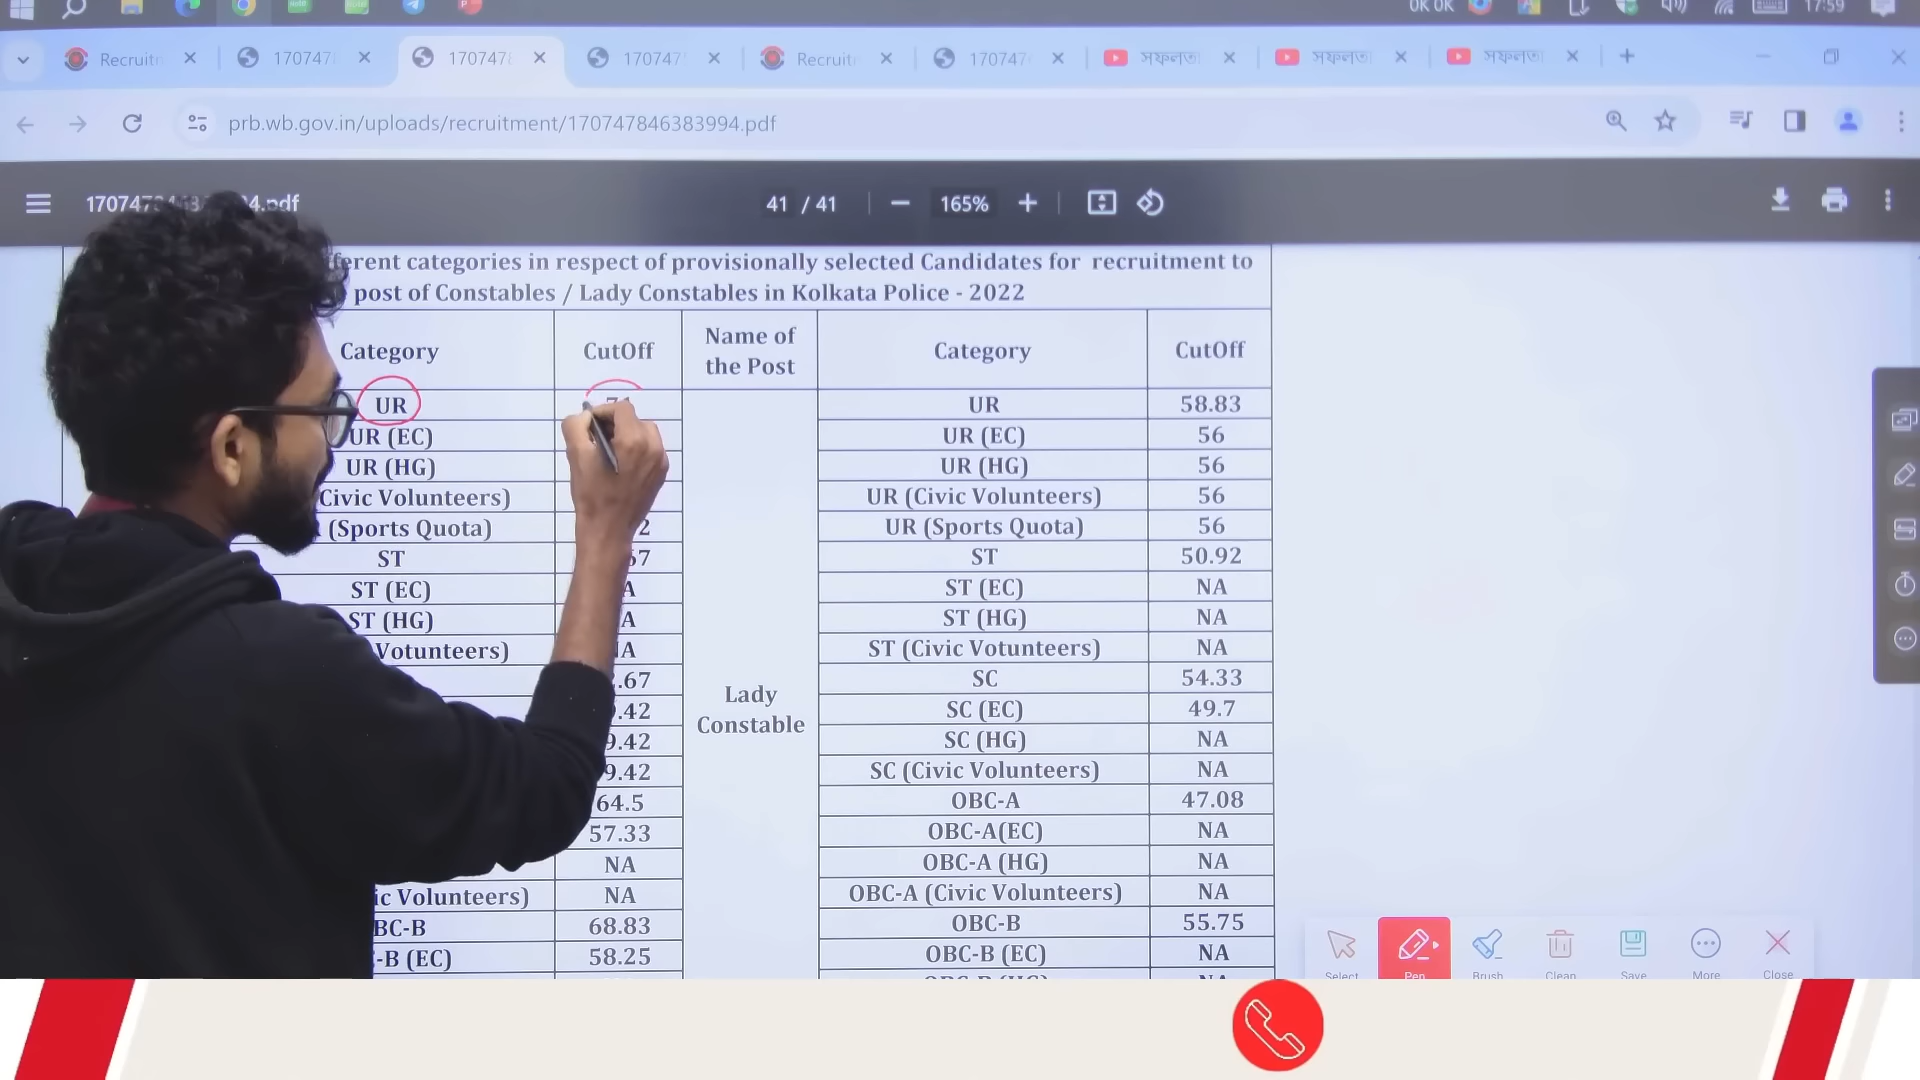 OK OK 17:59
Recruit 170747 170747 170747 Recruit 170747 সফলতা সফলতা সফলতা
prb.wb.gov.in/uploads/recruitment/170747846383994.pdf
41 / 41 165%
categories in respect of provisionally selected Candidates for recruitment to
post of Constables / Lady Constables in Kolkata Police - 2022
Category CutOff Name of the Post Category CutOff
UR UR 58.83
UR (EC) UR (EC) 56
UR (HG) UR (HG) 56
Civic Volunteers) UR (Civic Volunteers) 56
(Sports Quota) UR (Sports Quota) 56
ST ST 50.92
ST (EC) ST (EC) NA
ST (HG) ST (HG) NA
Votunteers) NA ST (Civic Votunteers) NA
.67 SC 54.33
.42 SC (EC) 49.7
9.42 SC (HG) NA
9.42 SC (Civic Volunteers) NA
Lady
Constable
64.5 OBC-A 47.08
57.33 OBC-A(EC) NA
NA OBC-A (HG) NA
ic Volunteers) NA OBC-A (Civic Volunteers) NA
BC-B 68.83 OBC-B 55.75
-B (EC) 58.25 OBC-B (EC) NA
Select Pen Brush Clean Save More Close